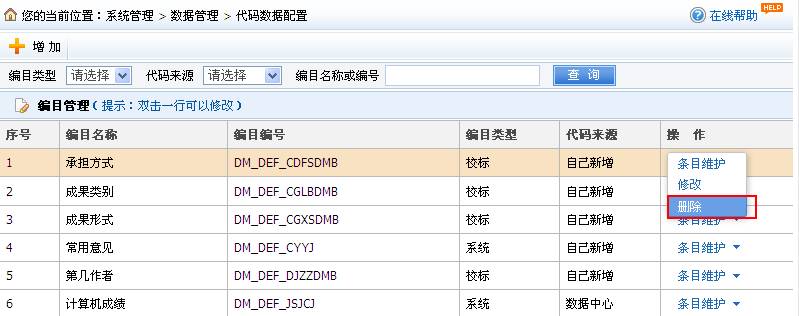 您的当前位置：系统管理 > 数据管理 > 代码数据配置 在线帮助 HELP
增 加
编目类型 请选择 代码来源 请选择 编目名称或编号 查 询
编目管理（提示：双击一行可以修改）
序号 编目名称 编目编号 编目类型 代码来源 操 作
1 承担方式 DM_DEF_CDFSDMB 校标 自己新增 条目维护
修改
2 成果类别 DM_DEF_CGLBDMB 校标 自己新增
删除
3 成果形式 DM_DEF_CGXSDMB 校标 自己新增 条目维护
4 常用意见 DM_DEF_CYYJ 系统 自己新增 条目维护
5 第几作者 DM_DEF_DJZZDMB 校标 自己新增 条目维护
6 计算机成绩 DM_DEF_JSJCJ 系统 数据中心 条目维护